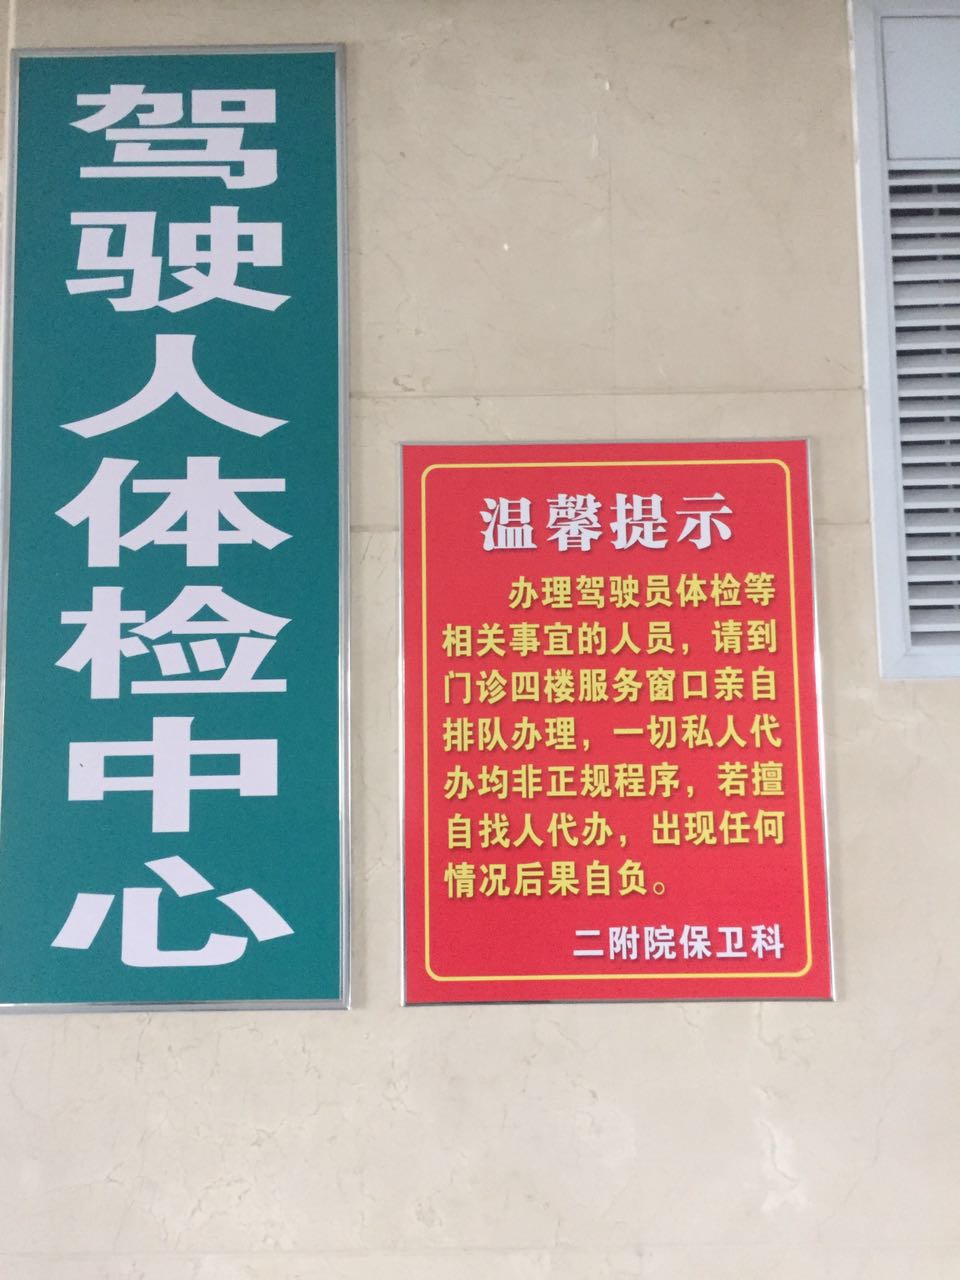 驾驶人体检中心
温馨提示
办理驾驶员体检等
相关事宜的人员，请到
门诊四楼服务窗口亲自
排队办理，一切私人代
办均非正规程序，若擅
自找人代办，出现任何
情况后果自负。
二附院保卫科